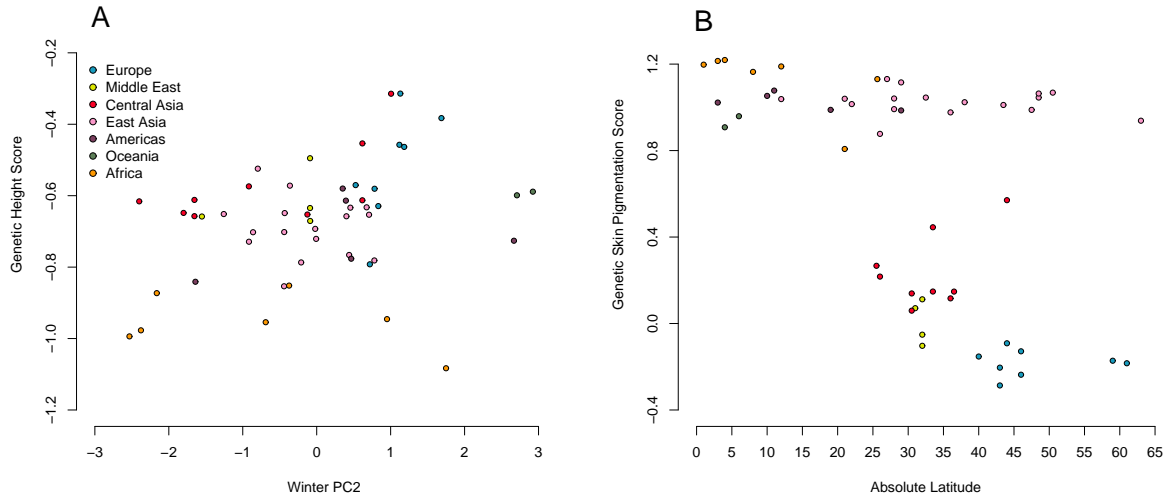 A
Genetic Height Score
−0.2
−0.4
−0.6
−0.8
−1.0
−1.2
Europe
Middle East
Central Asia
East Asia
Americas
Oceania
Africa
−3 −2 −1 0 1 2 3
Winter PC2
B
Genetic Skin Pigmentation Score
1.2
0.8
0.4
0.0
−0.4
0 5 10 15 20 25 30 35 40 45 50 55 60 65
Absolute Latitude